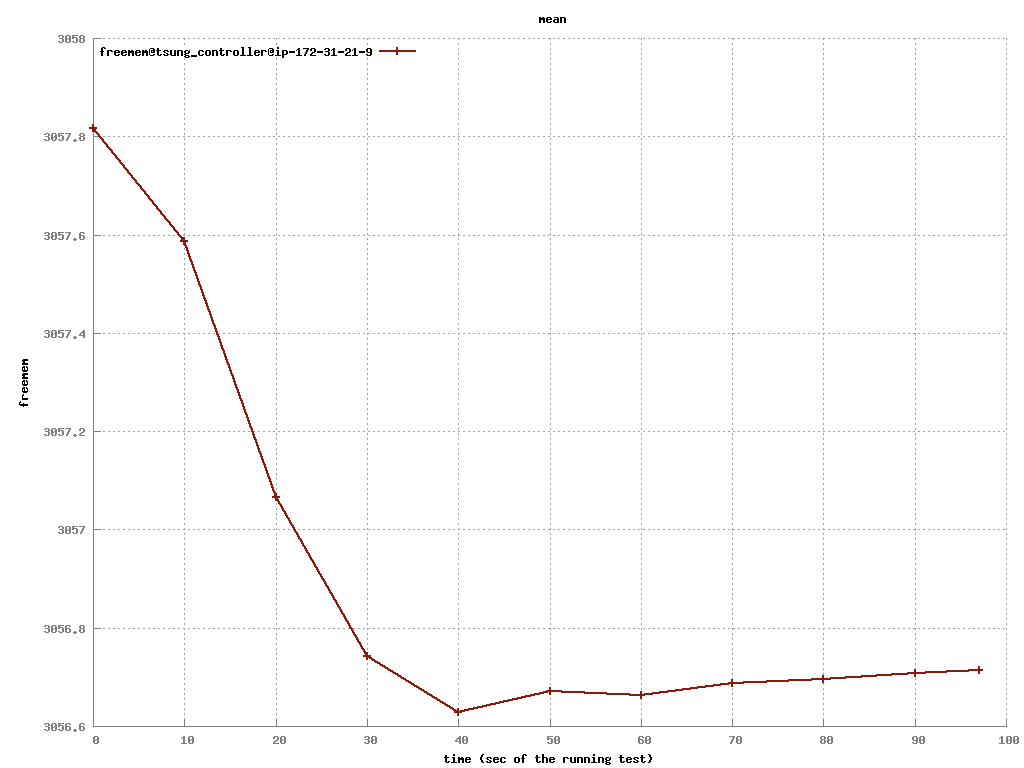 mean
3058
freemem@tsung_controller@ip-172-31-21-9
3057.8
3057.6
3057.4
3057.2
3057
3056.8
3056.6
freemem
0 10 20 30 40 50 60 70 80 90 100
time (sec of the running test)